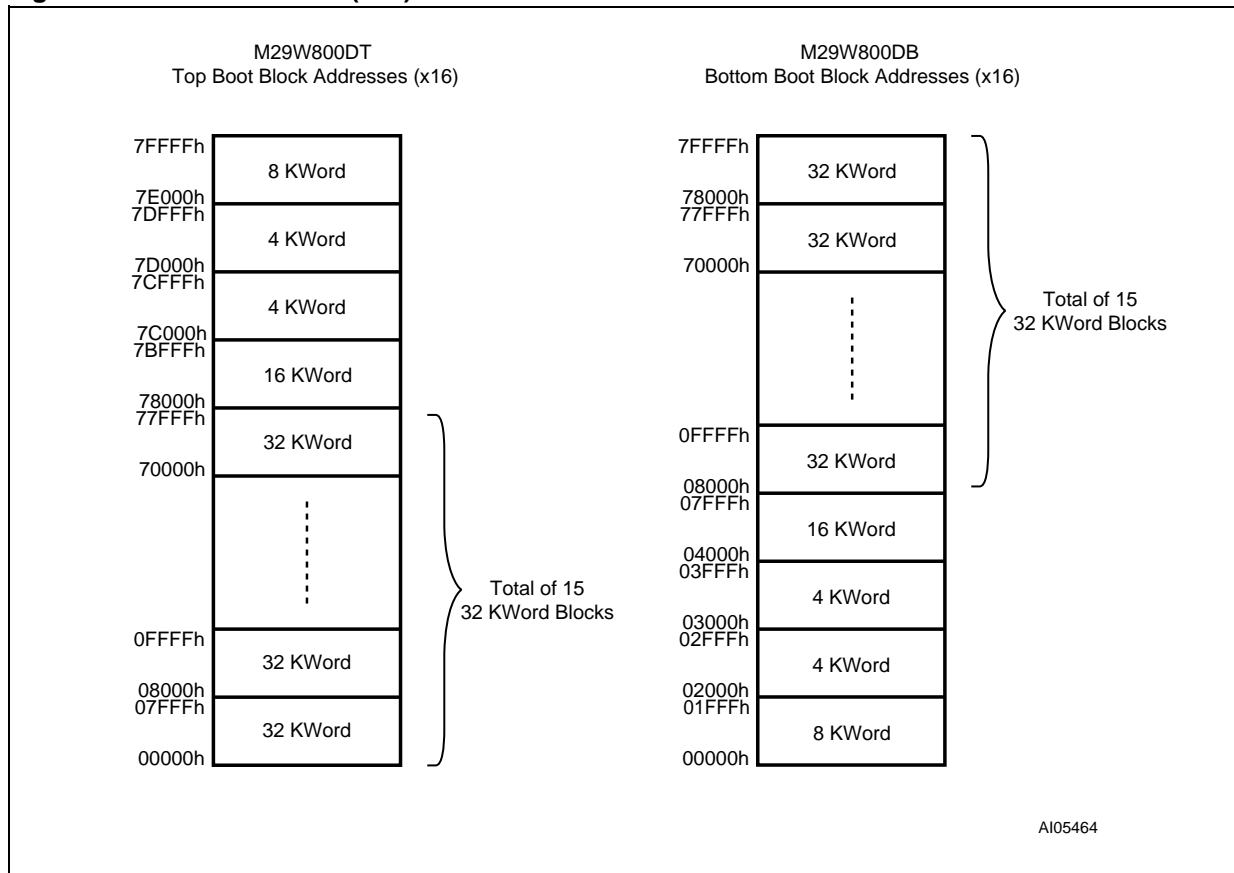 M29W800DT
Top Boot Block Addresses (x16)
7FFFFh
8 KWord
7E000h
7DFFFh
4 KWord
7D000h
7CFFFh
4 KWord
7C000h
7BFFFh
16 KWord
78000h
77FFFh
32 KWord
70000h
Total of 15
32 KWord Blocks
0FFFFh
32 KWord
08000h
07FFFh
32 KWord
00000h
M29W800DB
Bottom Boot Block Addresses (x16)
7FFFFh
32 KWord
78000h
77FFFh
32 KWord
70000h
Total of 15
32 KWord Blocks
0FFFFh
32 KWord
08000h
07FFFh
16 KWord
04000h
03FFFh
4 KWord
03000h
02FFFh
4 KWord
02000h
01FFFh
8 KWord
00000h
AI05464